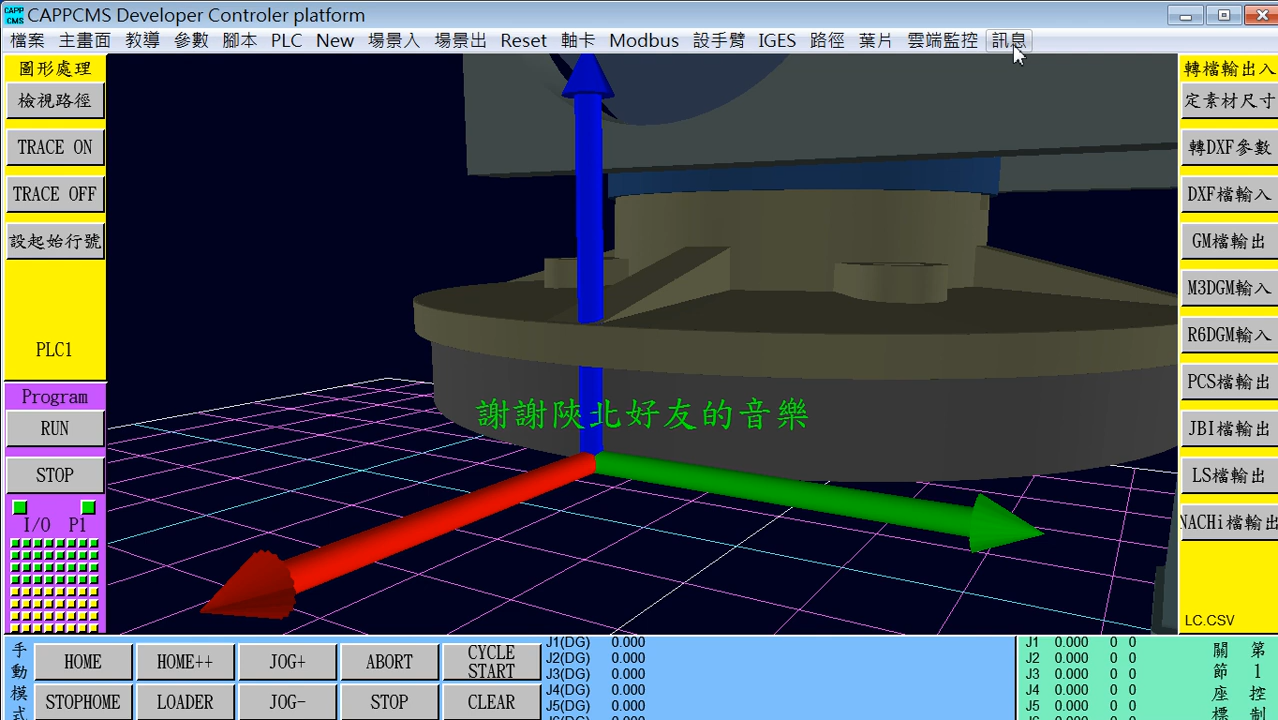 CAPP CMS
CAPPCMS Developer Controler platform
檔案 主畫面 教導 參數 腳本 PLC New 場景入 場景出 Reset 軸卡 Modbus 設手臂 IGES 路徑 葉片 雲端監控 訊息
圖形處理
檢視路徑
TRACE ON
TRACE OFF
設起始行號
PLC1
Program
RUN
STOP
I/O P1
謝謝陝北好友的音樂
轉檔輸出入
定素材尺寸
轉DXF參數
DXF檔輸入
GM檔輸出
M3DGM輸入
R6DGM輸入
PCS檔輸出
JBI檔輸出
LS檔輸出
NACHi檔輸出
LC.CSV
手動模式
HOME HOME++ JOG+ ABORT CYCLE START
STOPHOME LOADER JOG- STOP CLEAR
J1(DG) 0.000
J2(DG) 0.000
J3(DG) 0.000
J4(DG) 0.000
J5(DG) 0.000
J6(DG) 0.000
J1 0.000 0 0
J2 0.000 0 0
J3 0.000 0 0
J4 0.000 0 0
J5 0.000 0 0
關節座標
第1控制